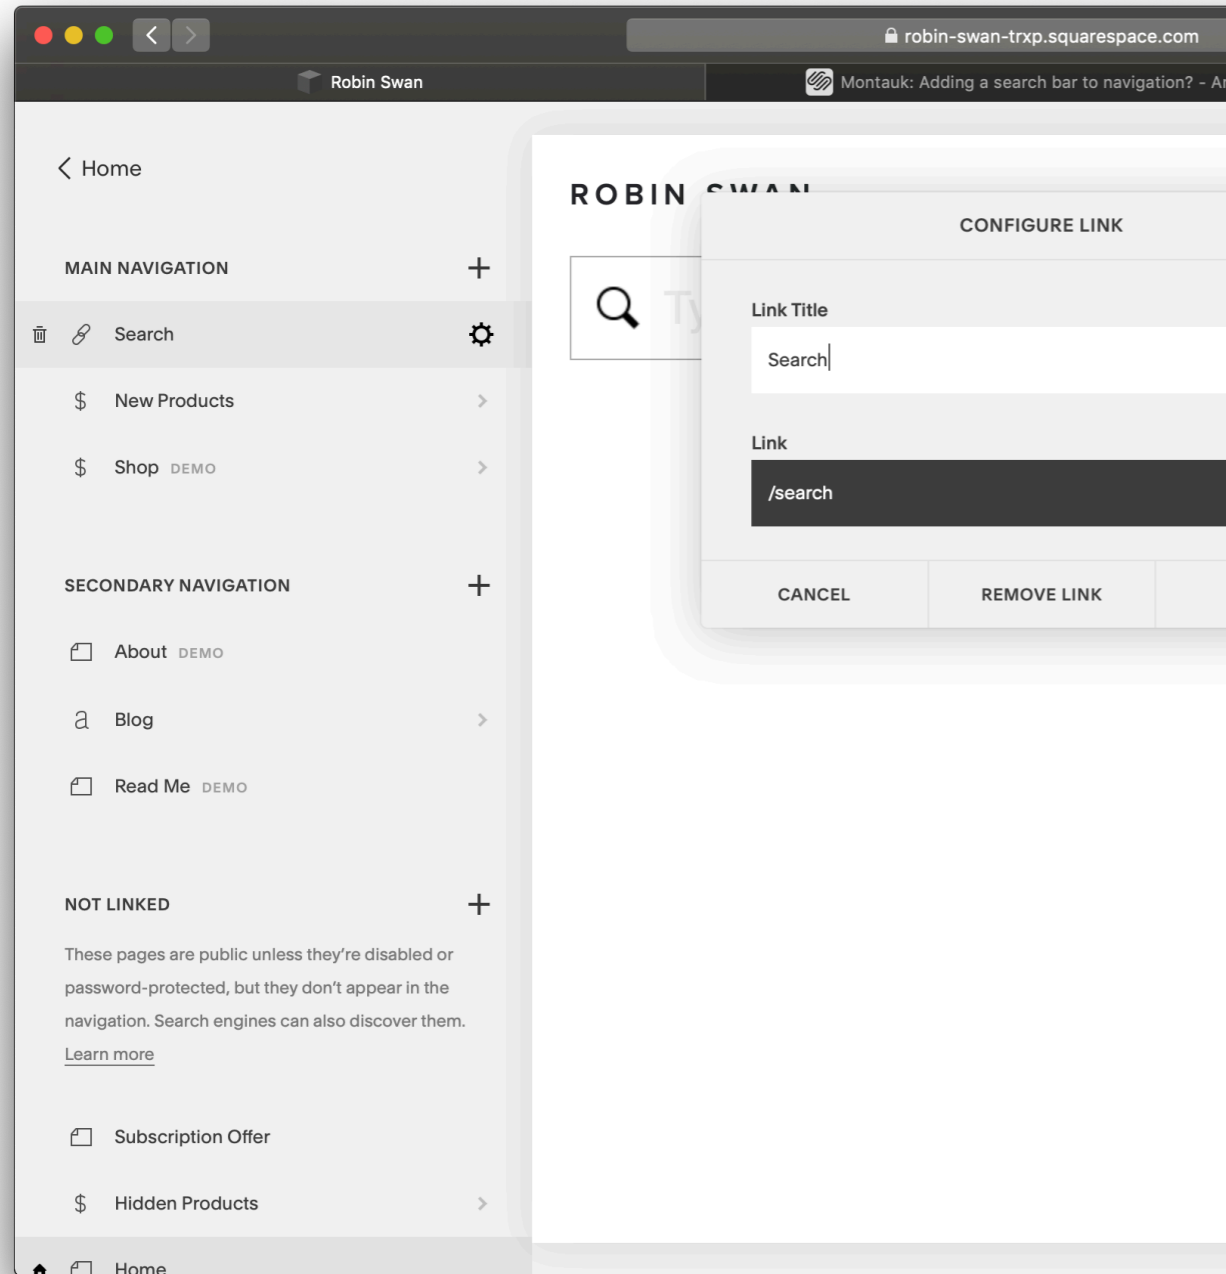 robin-swan-trxp.squarespace.com
Robin Swan
Montauk: Adding a search bar to navigation? -
Home
ROBIN SWAN
CONFIGURE LINK
MAIN NAVIGATION
Link Title
Search
Search
New Products
Link
Shop DEMO
/search
SECONDARY NAVIGATION
CANCEL
REMOVE LINK
About DEMO
Blog
Read Me DEMO
NOT LINKED
These pages are public unless they’re disabled or
password-protected, but they don’t appear in the
navigation. Search engines can also discover them.
Learn more
Subscription Offer
$ Hidden Products
Home